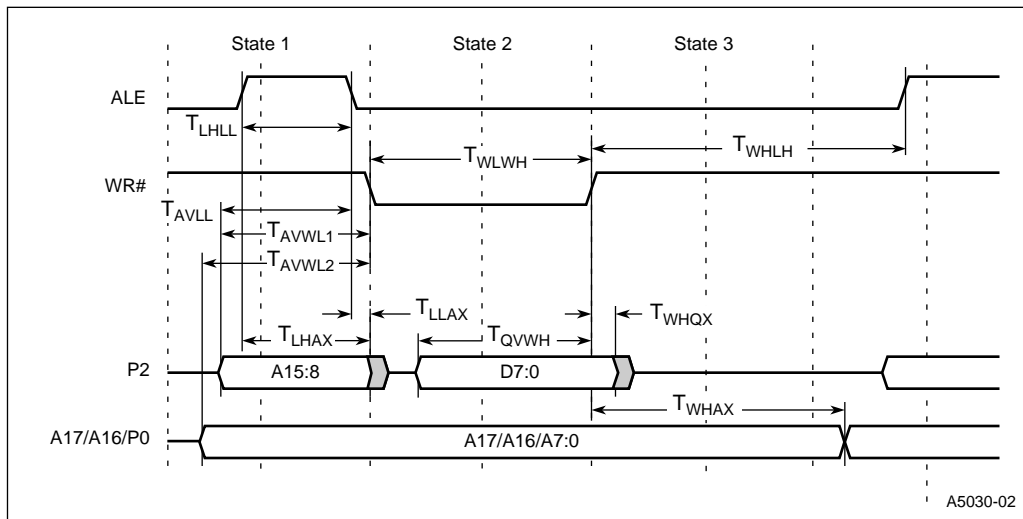 State 1 State 2 State 3
ALE
TLHLL
TWLWH TWHLH
WR#
TAVLL
TAVWL1
TAVWL2
TLLAX TWHQX
TLHAX TQVWH
P2 A15:8 D7:0
TWHAX
A17/A16/P0 A17/A16/A7:0
A5030-02